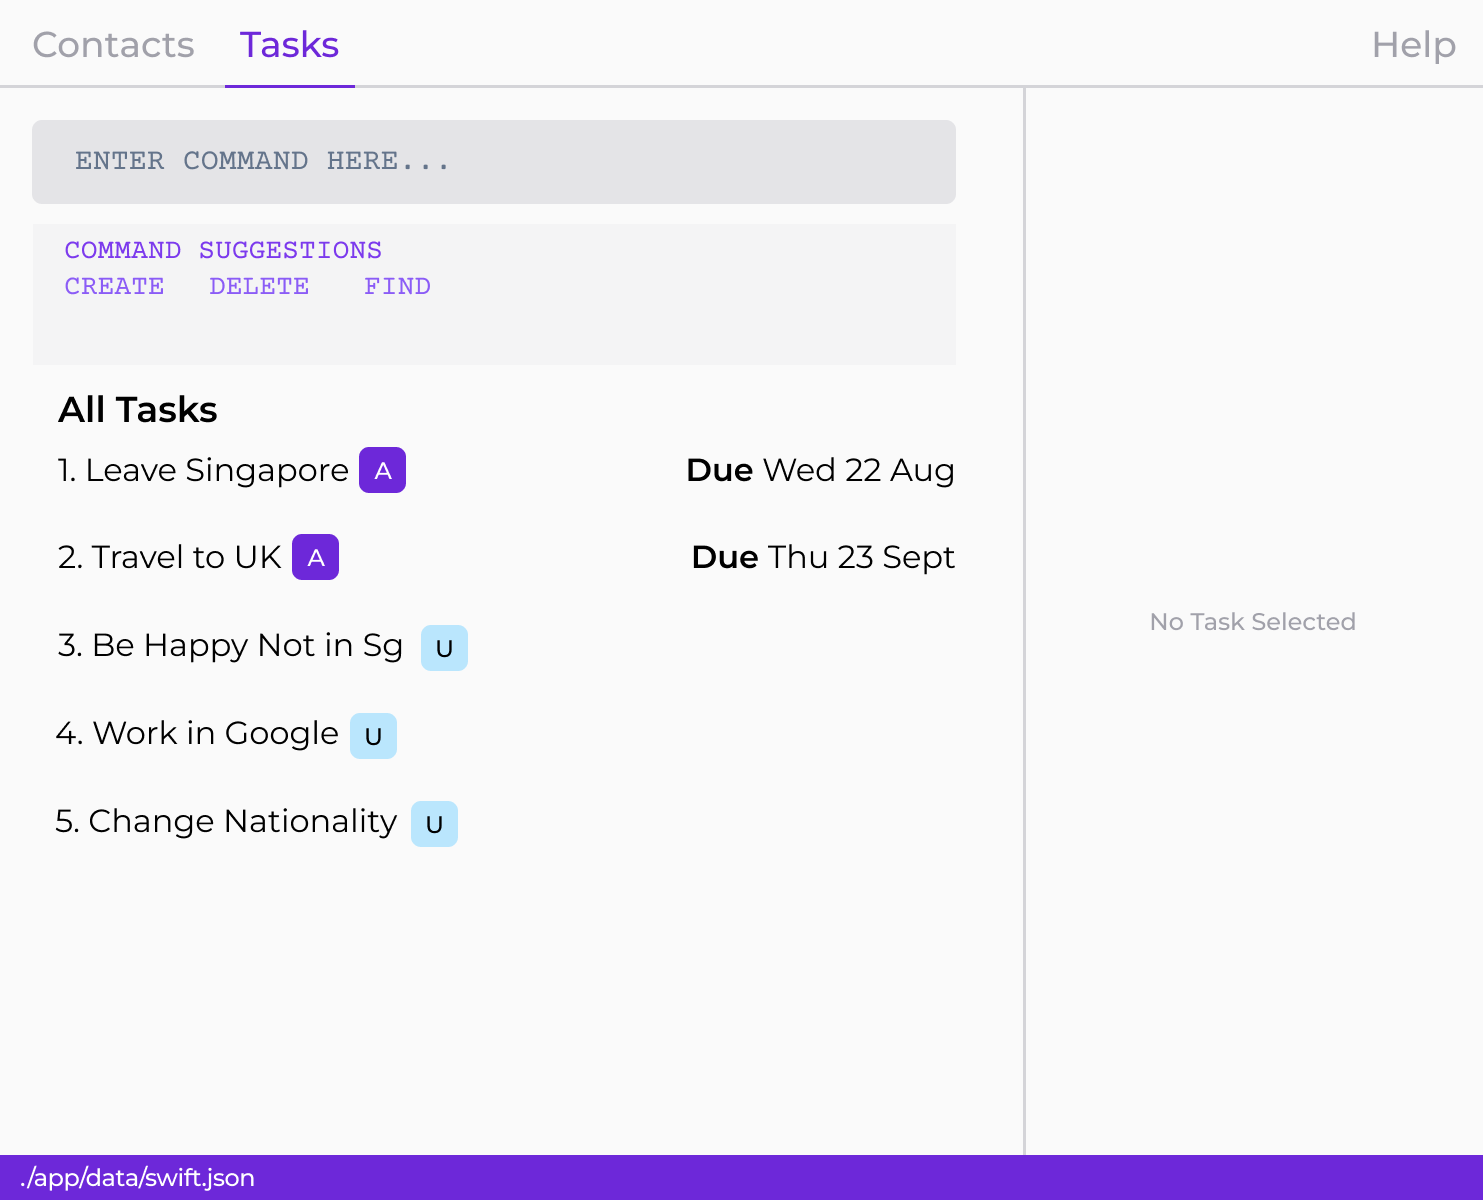 Contacts Tasks Help
ENTER COMMAND HERE...
COMMAND SUGGESTIONS
CREATE DELETE FIND
All Tasks
1. Leave Singapore A Due Wed 22 Aug
2. Travel to UK A Due Thu 23 Sept
No Task Selected
3. Be Happy Not in Sg U
4. Work in Google U
5. Change Nationality U
./app/data/swift.json